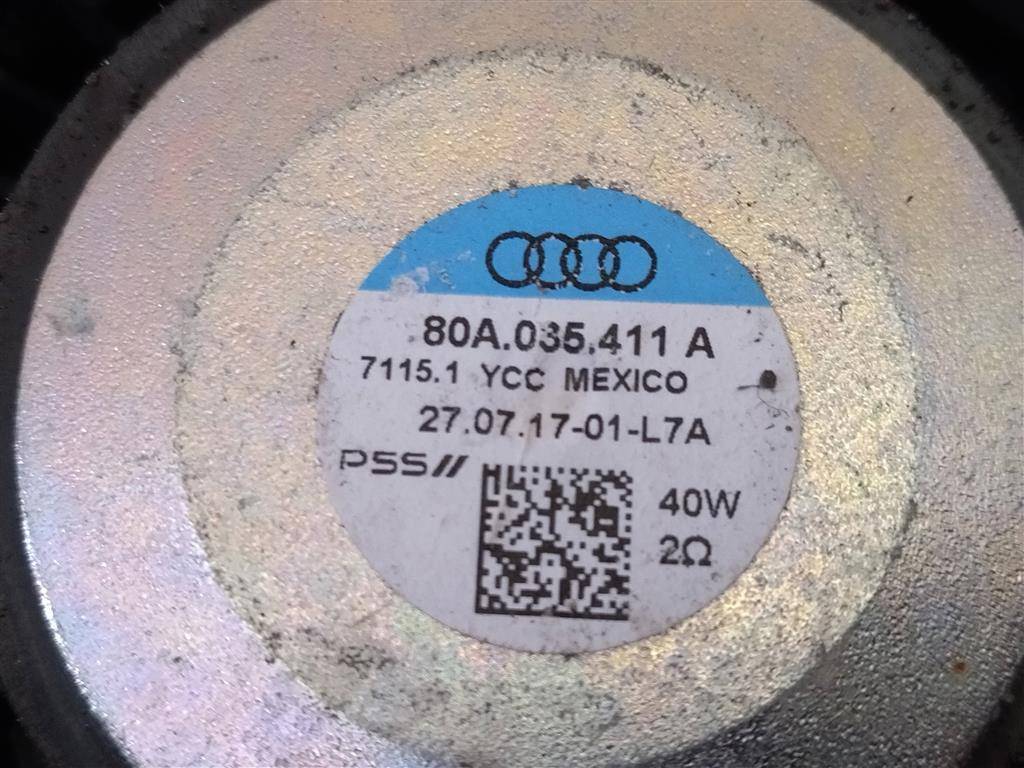 80A.035.411 A
7115.1 YCC MEXICO
27.07.17-01-L7A
PSS//
40W
2Ω